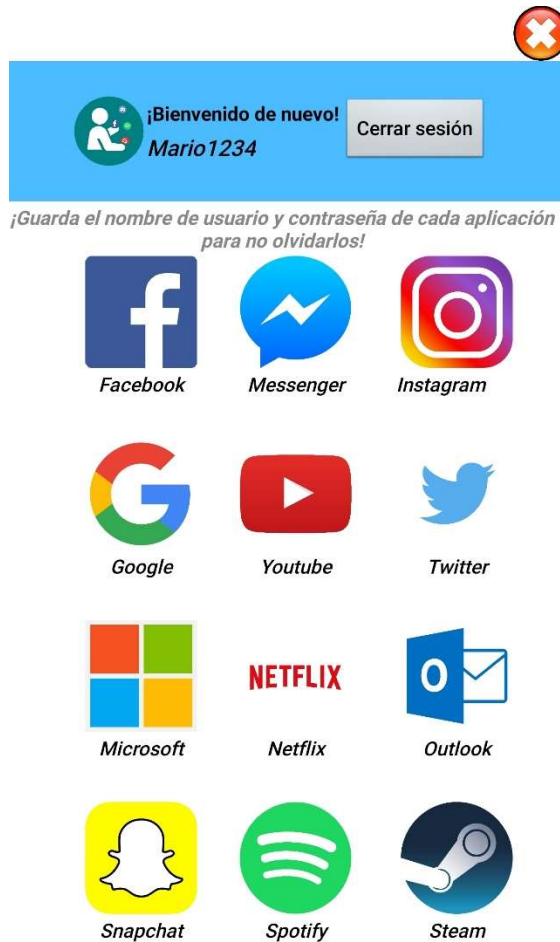 ¡Bienvenido de nuevo!
Mario1234
Cerrar sesión
¡Guarda el nombre de usuario y contraseña de cada aplicación
para no olvidarlos!
Facebook
Messenger
Instagram
Google
Youtube
Twitter
NETFLIX
O
Microsoft
Netflix
Outlook
Snapchat
Spotify
Steam